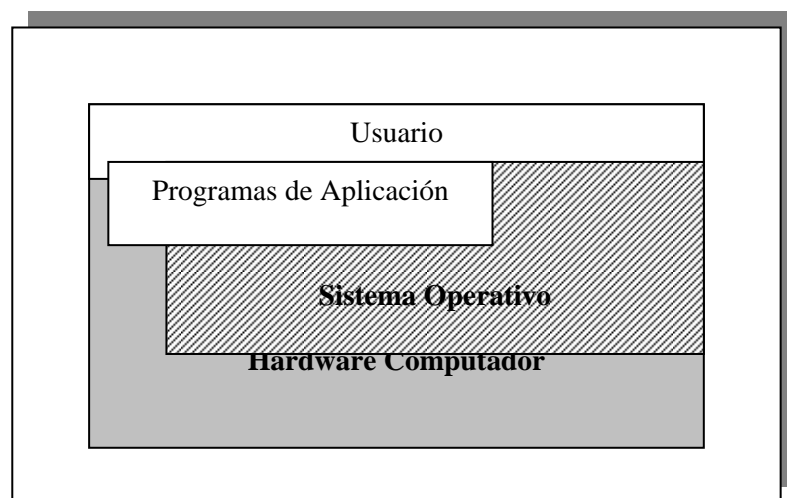 Usuario
Programas de Aplicación
Sistema Operativo
Hardware Computador